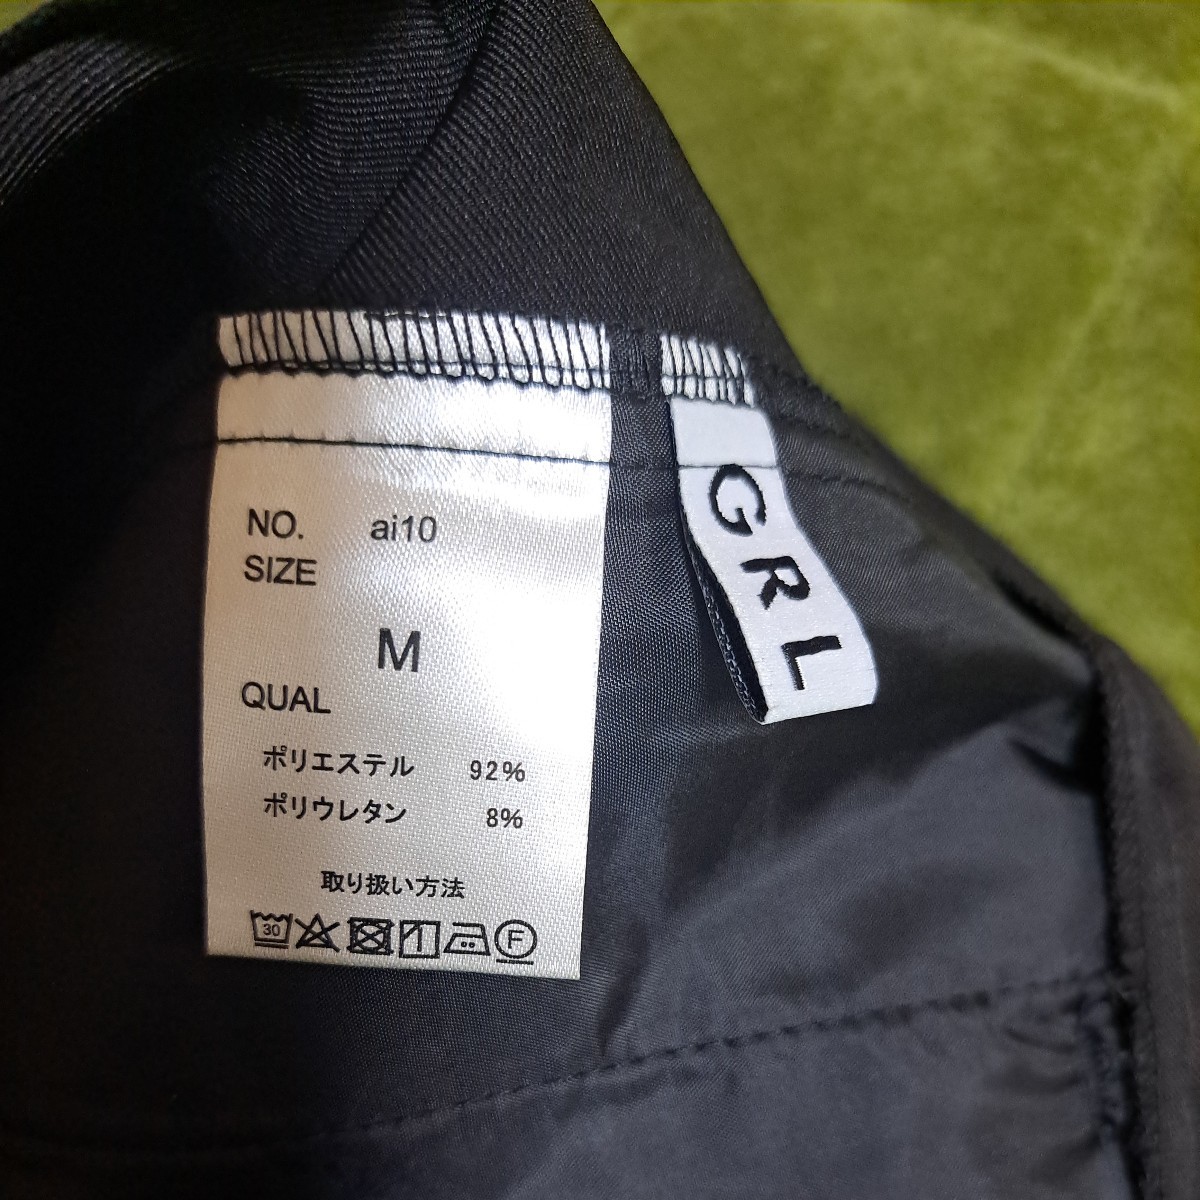 NO. ai10
SIZE
M
QUAL
ポリエステル 92%
ポリウレタン 8%
取り扱い方法
30 F
GRL